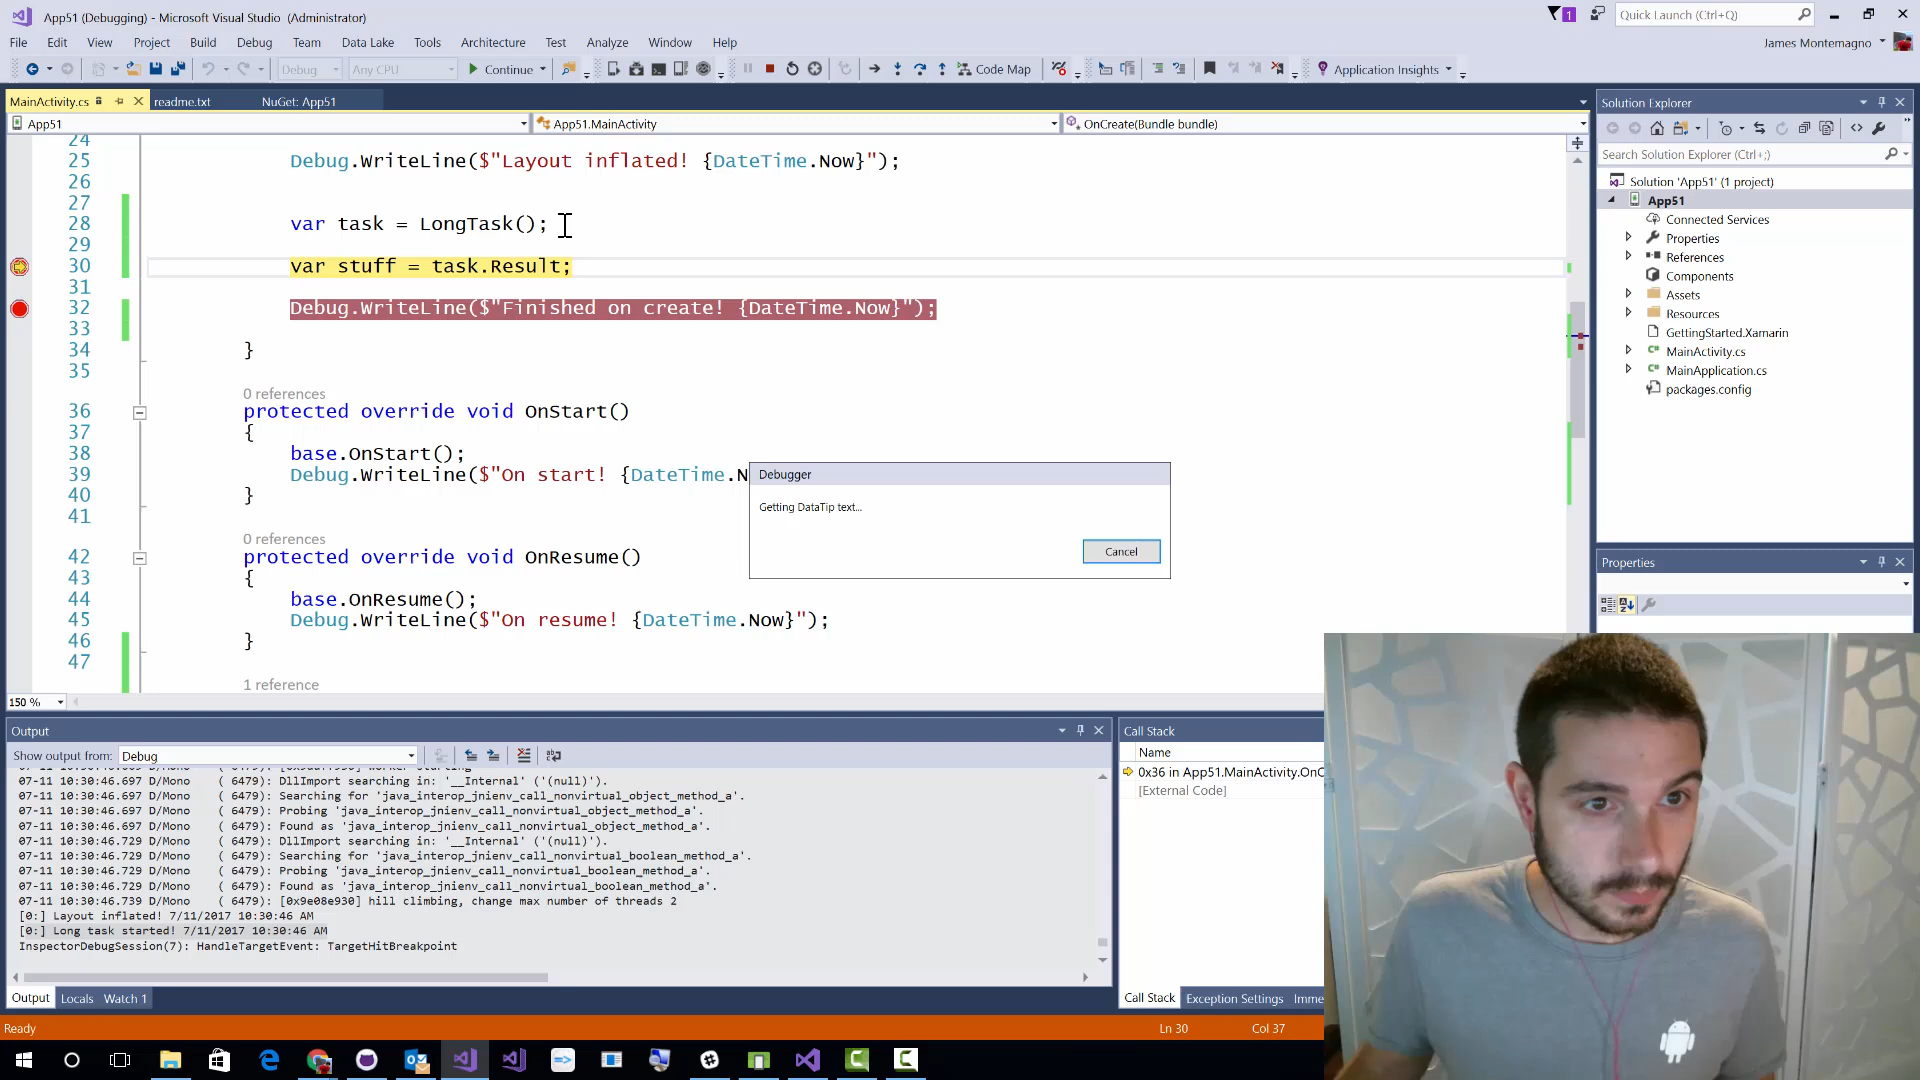 App51 (Debugging) - Microsoft Visual Studio (Administrator)
1
Quick Launch (Ctrl+Q)
File Edit View Project Build Debug Team Data Lake Tools Architecture Test Analyze Window Help
James Montemagno
Debug Any CPU Continue Code Map Application Insights
MainActivity.cs readme.txt NuGet: App51
App51 App51.MainActivity OnCreate(Bundle bundle)
24
25 Debug.WriteLine($"Layout inflated! {DateTime.Now}");
26
27
28 var task = LongTask();
29
30 var stuff = task.Result;
31
32 Debug.WriteLine($"Finished on create! {DateTime.Now}");
33
34 }
35
0 references
36 protected override void OnStart()
37 {
38 base.OnStart();
39 Debug.WriteLine($"On start! {DateTime.N
40 }
41
0 references
42 protected override void OnResume()
43 {
44 base.OnResume();
45 Debug.WriteLine($"On resume! {DateTime.Now}");
46 }
47
1 reference
150 %
Debugger
Getting DataTip text...
Cancel
Solution Explorer
Search Solution Explorer (Ctrl+;)
Solution 'App51' (1 project)
App51
Connected Services
Properties
References
Components
Assets
Resources
GettingStarted.Xamarin
MainActivity.cs
MainApplication.cs
packages.config
Properties
Output
Show output from: Debug
07-11 10:30:46.697 D/Mono ( 6479): DllImport searching in: '__Internal' ('(null)').
07-11 10:30:46.697 D/Mono ( 6479): Searching for 'java_interop_jnienv_call_nonvirtual_object_method_a'.
07-11 10:30:46.697 D/Mono ( 6479): Probing 'java_interop_jnienv_call_nonvirtual_object_method_a'.
07-11 10:30:46.697 D/Mono ( 6479): Found as 'java_interop_jnienv_call_nonvirtual_object_method_a'.
07-11 10:30:46.729 D/Mono ( 6479): DllImport searching in: '__Internal' ('(null)').
07-11 10:30:46.729 D/Mono ( 6479): Searching for 'java_interop_jnienv_call_nonvirtual_boolean_method_a'.
07-11 10:30:46.729 D/Mono ( 6479): Probing 'java_interop_jnienv_call_nonvirtual_boolean_method_a'.
07-11 10:30:46.729 D/Mono ( 6479): Found as 'java_interop_jnienv_call_nonvirtual_boolean_method_a'.
07-11 10:30:46.739 D/Mono ( 6479): [0x9e08e930] hill climbing, change max number of threads 2
[0:] Layout inflated! 7/11/2017 10:30:46 AM
[0:] Long task started! 7/11/2017 10:30:46 AM
InspectorDebugSession(7): HandleTargetEvent: TargetHitBreakpoint
Output Locals Watch 1
Call Stack
Name
0x36 in App51.MainActivity.OnC
[External Code]
Call Stack Exception Settings Imme
Ready Ln 30 Col 37